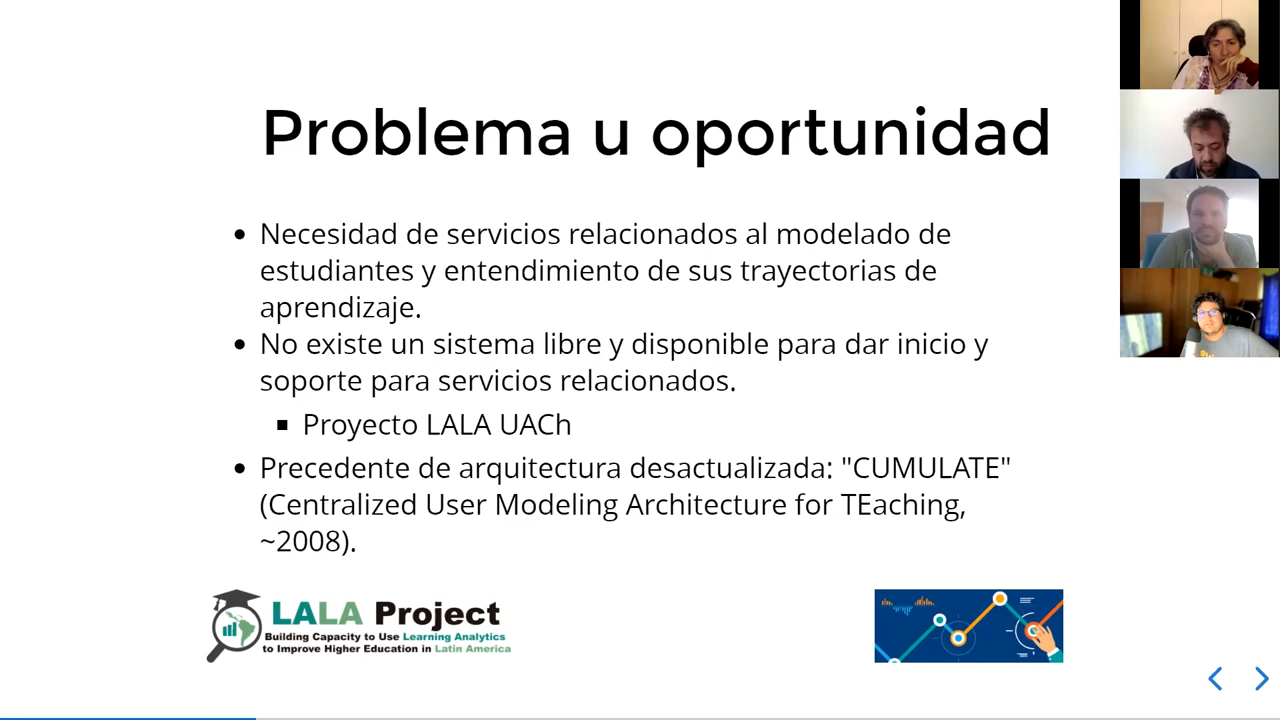 Problema u oportunidad
Necesidad de servicios relacionados al modelado de
estudiantes y entendimiento de sus trayectorias de
aprendizaje.
No existe un sistema libre y disponible para dar inicio y
soporte para servicios relacionados.
Proyecto LALA UACh
Precedente de arquitectura desactualizada: "CUMULATE"
(Centralized User Modeling Architecture for TEaching,
~2008).
LALA Project
Building Capacity to Use Learning Analytics
to Improve Higher Education in Latin America